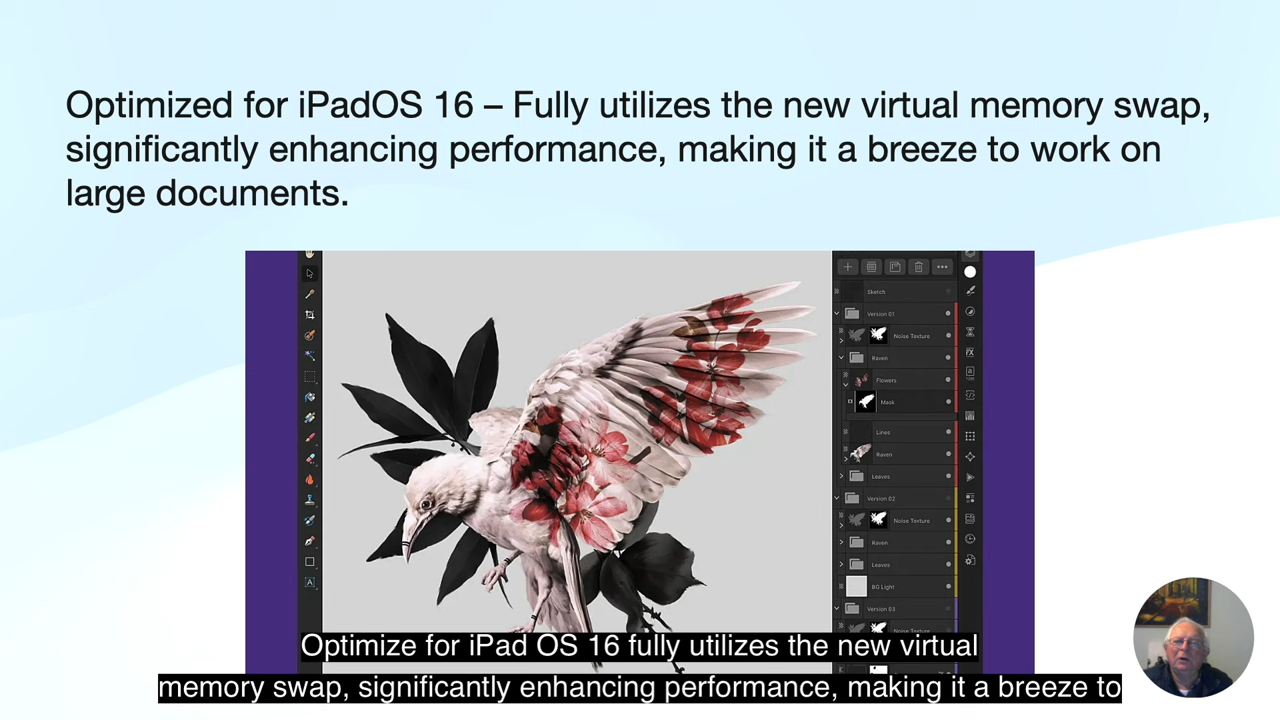 Optimized for iPadOS 16 – Fully utilizes the new virtual memory swap,
significantly enhancing performance, making it a breeze to work on
large documents.
Sketch
Version 01
Noise Texture
Raven
Flowers
Mask
Lines
Raven
Leaves
Version 02
Noise Texture
Raven
Leaves
BG Light
Version 03
Noise Texture
Optimize for iPad OS 16 fully utilizes the new virtual
memory swap, significantly enhancing performance, making it a breeze to